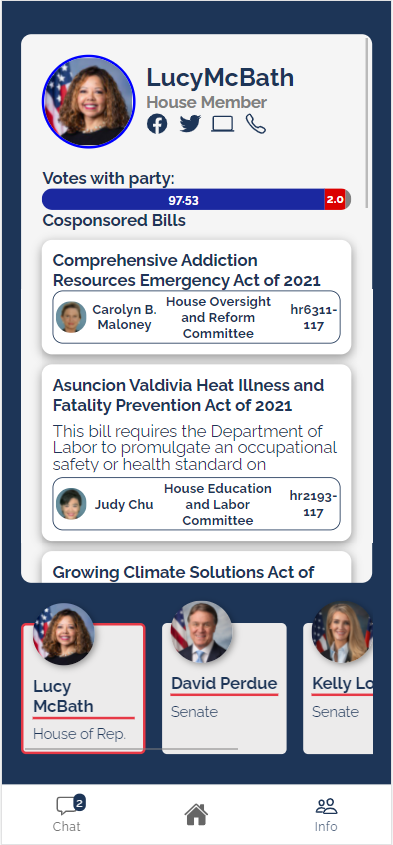 LucyMcBath
House Member
Votes with party:
97.53
2.0
Cosponsored Bills
Comprehensive Addiction
Resources Emergency Act of 2021
Carolyn B.
Maloney
House Oversight
and Reform
Committee
hr6311-
117
Asuncion Valdivia Heat Illness and
Fatality Prevention Act of 2021
This bill requires the Department of
Labor to promulgate an occupational
safety or health standard on
Judy Chu
House Education
and Labor
Committee
hr2193-
117
Growing Climate Solutions Act of
Lucy
McBath
House of Rep.
David Perdue
Senate
Kelly Lo
Senate
2
Chat
Info